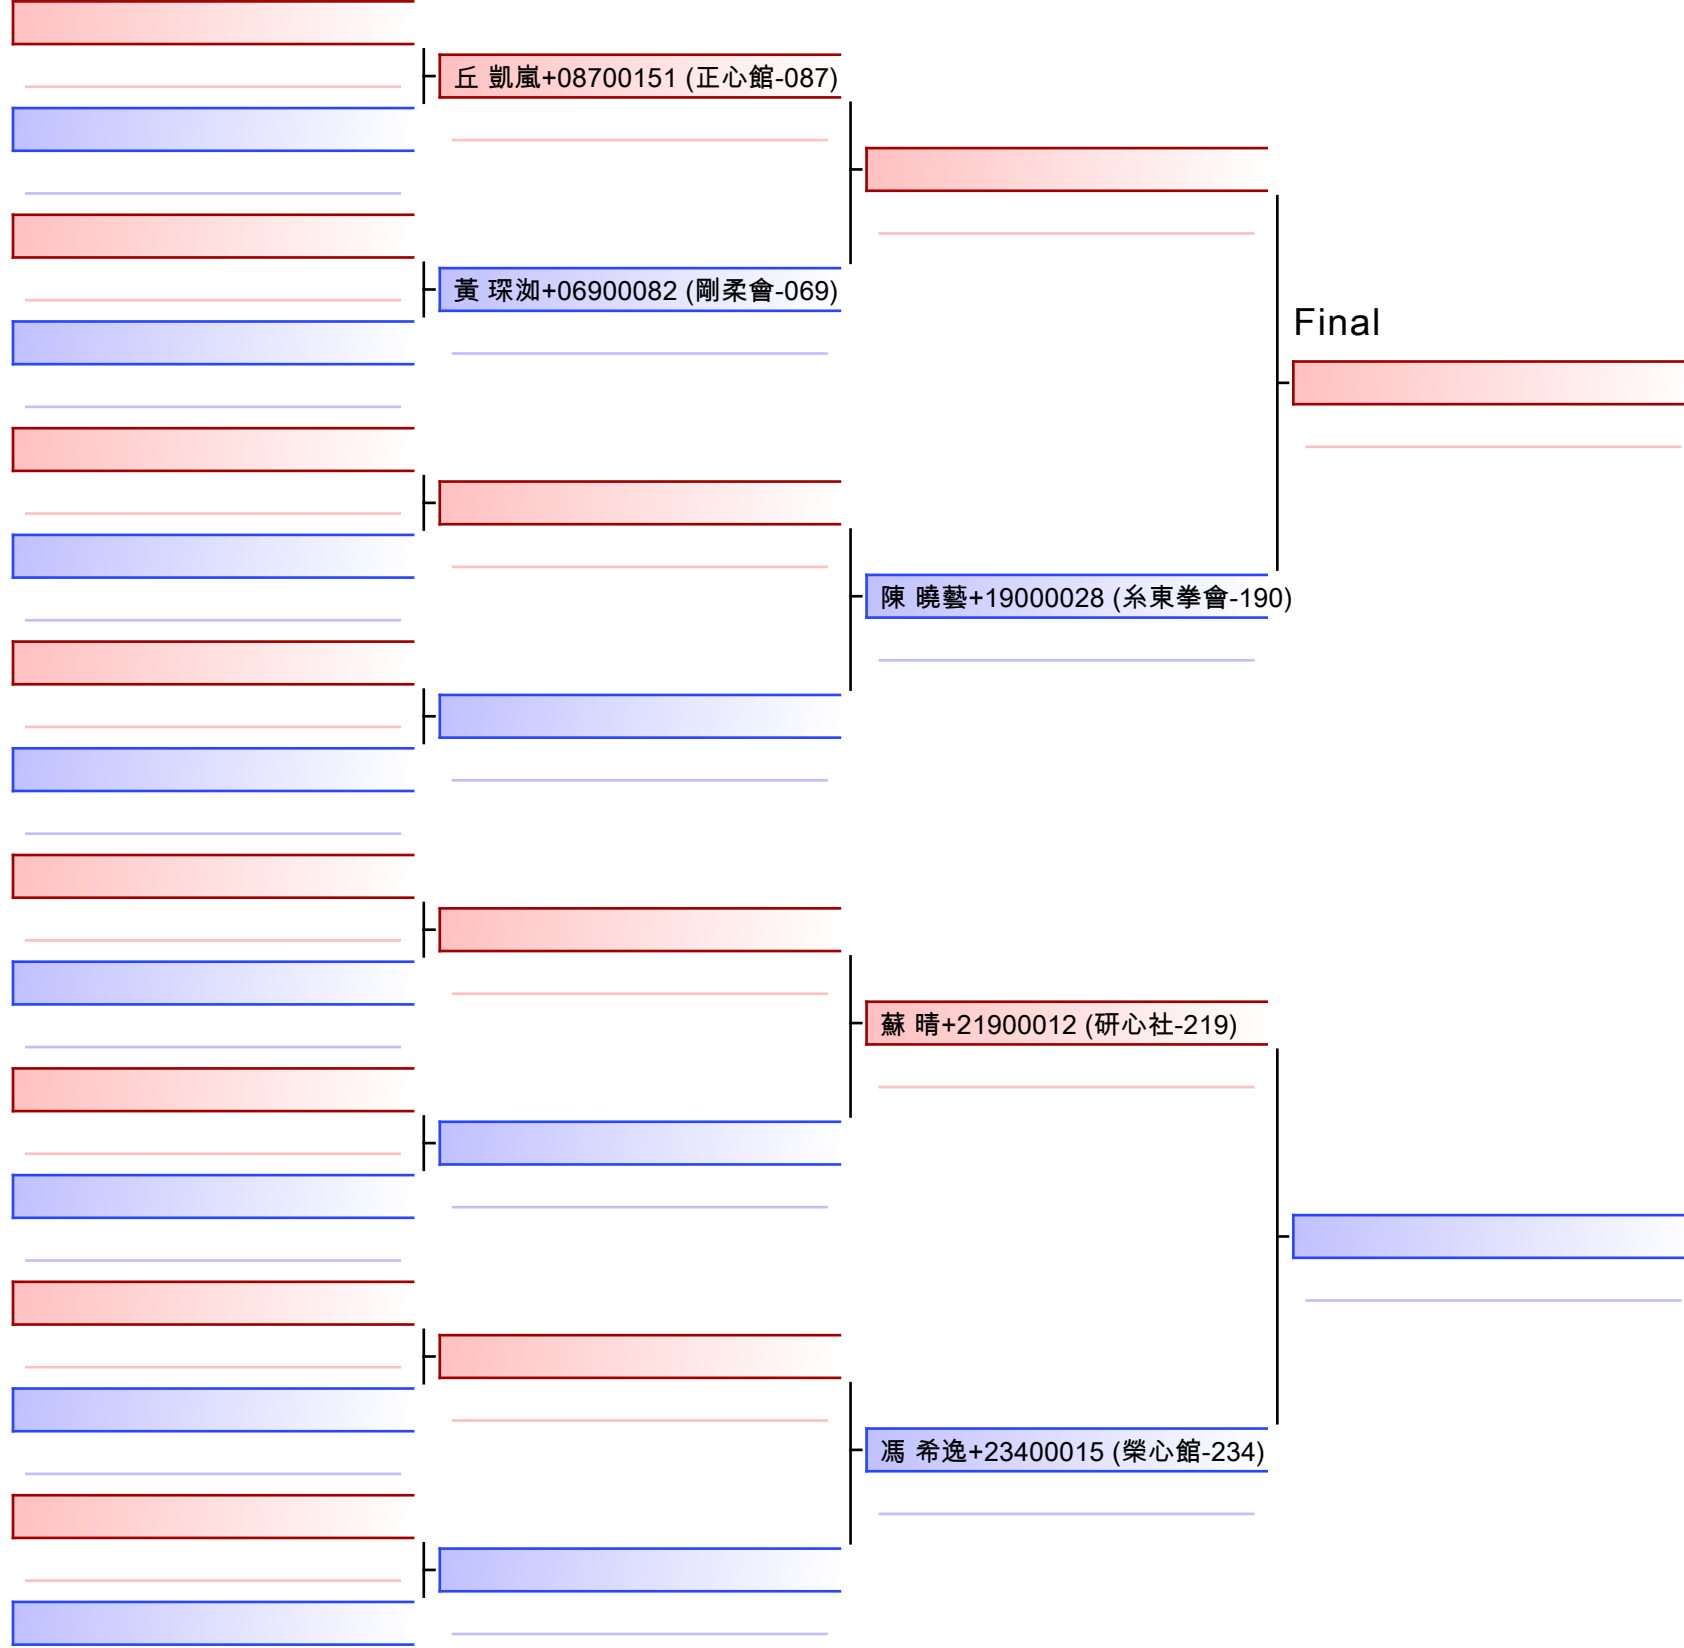 丘 凱嵐+08700151 (正心館-087)
黃 琛洳+06900082 (剛柔會-069)
Final
陳 曉藝+19000028 (糸東拳會-190)
蘇 晴+21900012 (研心社-219)
馮 希逸+23400015 (榮心館-234)